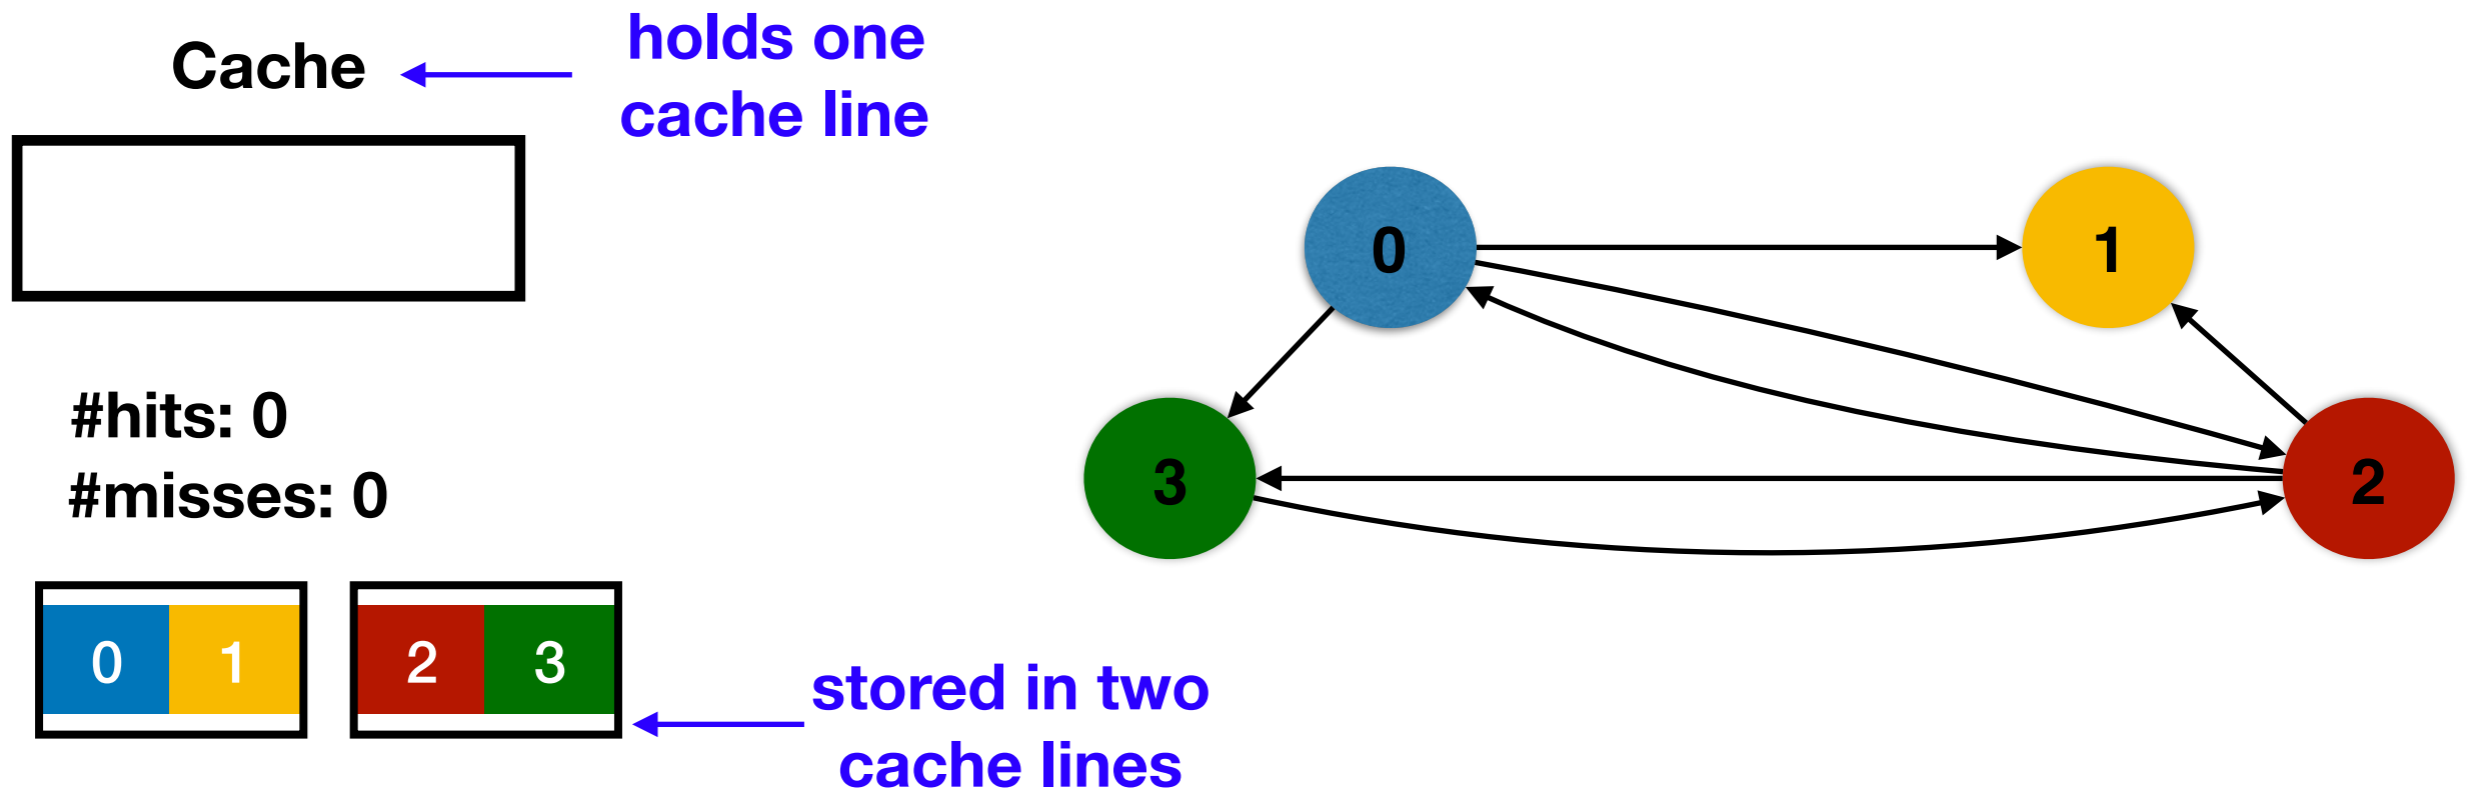 Cache
holds one
cache line
#hits: 0
#misses: 0
0 1
2 3
stored in two
cache lines
0
1
3
2